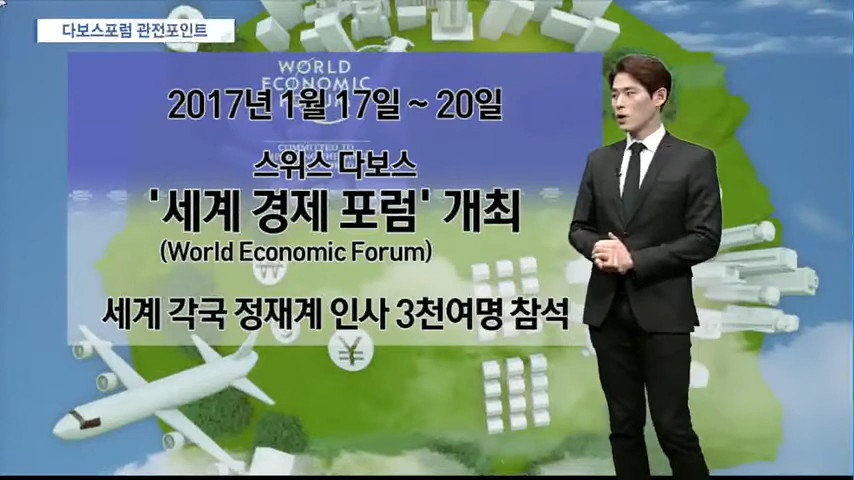 다보스포럼 관전포인트
WORLD
ECONOMIC
2017년 1월 17일 ~ 20일
COMMITTED TO
스위스 다보스
'세계 경제 포럼' 개최
(World Economic Forum)
세계 각국 정재계 인사 3천여명 참석